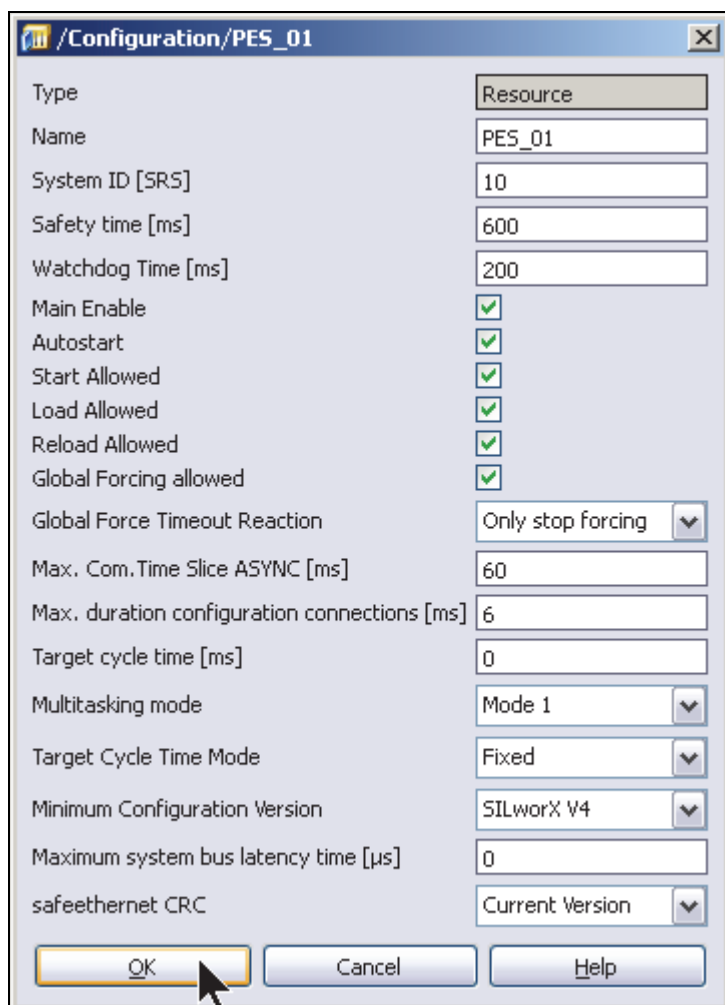 /Configuration/PES_01
Type Resource
Name PES_01
System ID [SRS] 10
Safety time [ms] 600
Watchdog Time [ms] 200
Main Enable
Autostart
Start Allowed
Load Allowed
Reload Allowed
Global Forcing allowed
Global Force Timeout Reaction Only stop forcing
Max. Com.Time Slice ASYNC [ms] 60
Max. duration configuration connections [ms] 6
Target cycle time [ms] 0
Multitasking mode Mode 1
Target Cycle Time Mode Fixed
Minimum Configuration Version SILworX V4
Maximum system bus latency time [µs] 0
safeethernet CRC Current Version
OK Cancel Help